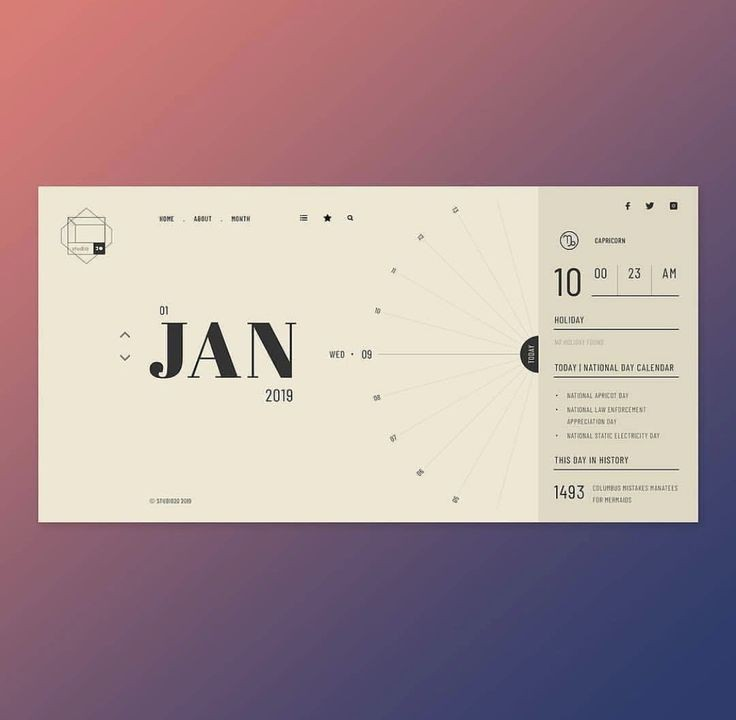 HOME . ABOUT . MONTH
studio 20
01
JAN
2019
WED • 09
13
12
11
10
08
07
06
05
TODAY
© STUDIO20 2019
CAPRICORN
10 00 23 AM
HOLIDAY
NO HOLIDAY FOUND
TODAY | NATIONAL DAY CALENDAR
• NATIONAL APRICOT DAY
• NATIONAL LAW ENFORCEMENT
APPRECIATION DAY
• NATIONAL STATIC ELECTRICITY DAY
THIS DAY IN HISTORY
1493 COLUMBUS MISTAKES MANATEES
FOR MERMAIDS